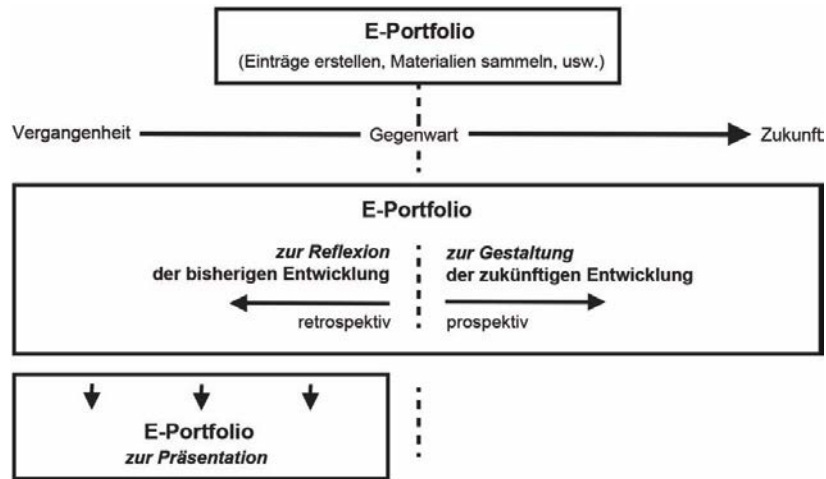 E-Portfolio
(Einträge erstellen, Materialien sammeln, usw.)
Vergangenheit Gegenwart Zukunft
E-Portfolio
zur Reflexion zur Gestaltung
der bisherigen Entwicklung der zukünftigen Entwicklung
retrospektiv prospektiv
E-Portfolio
zur Präsentation